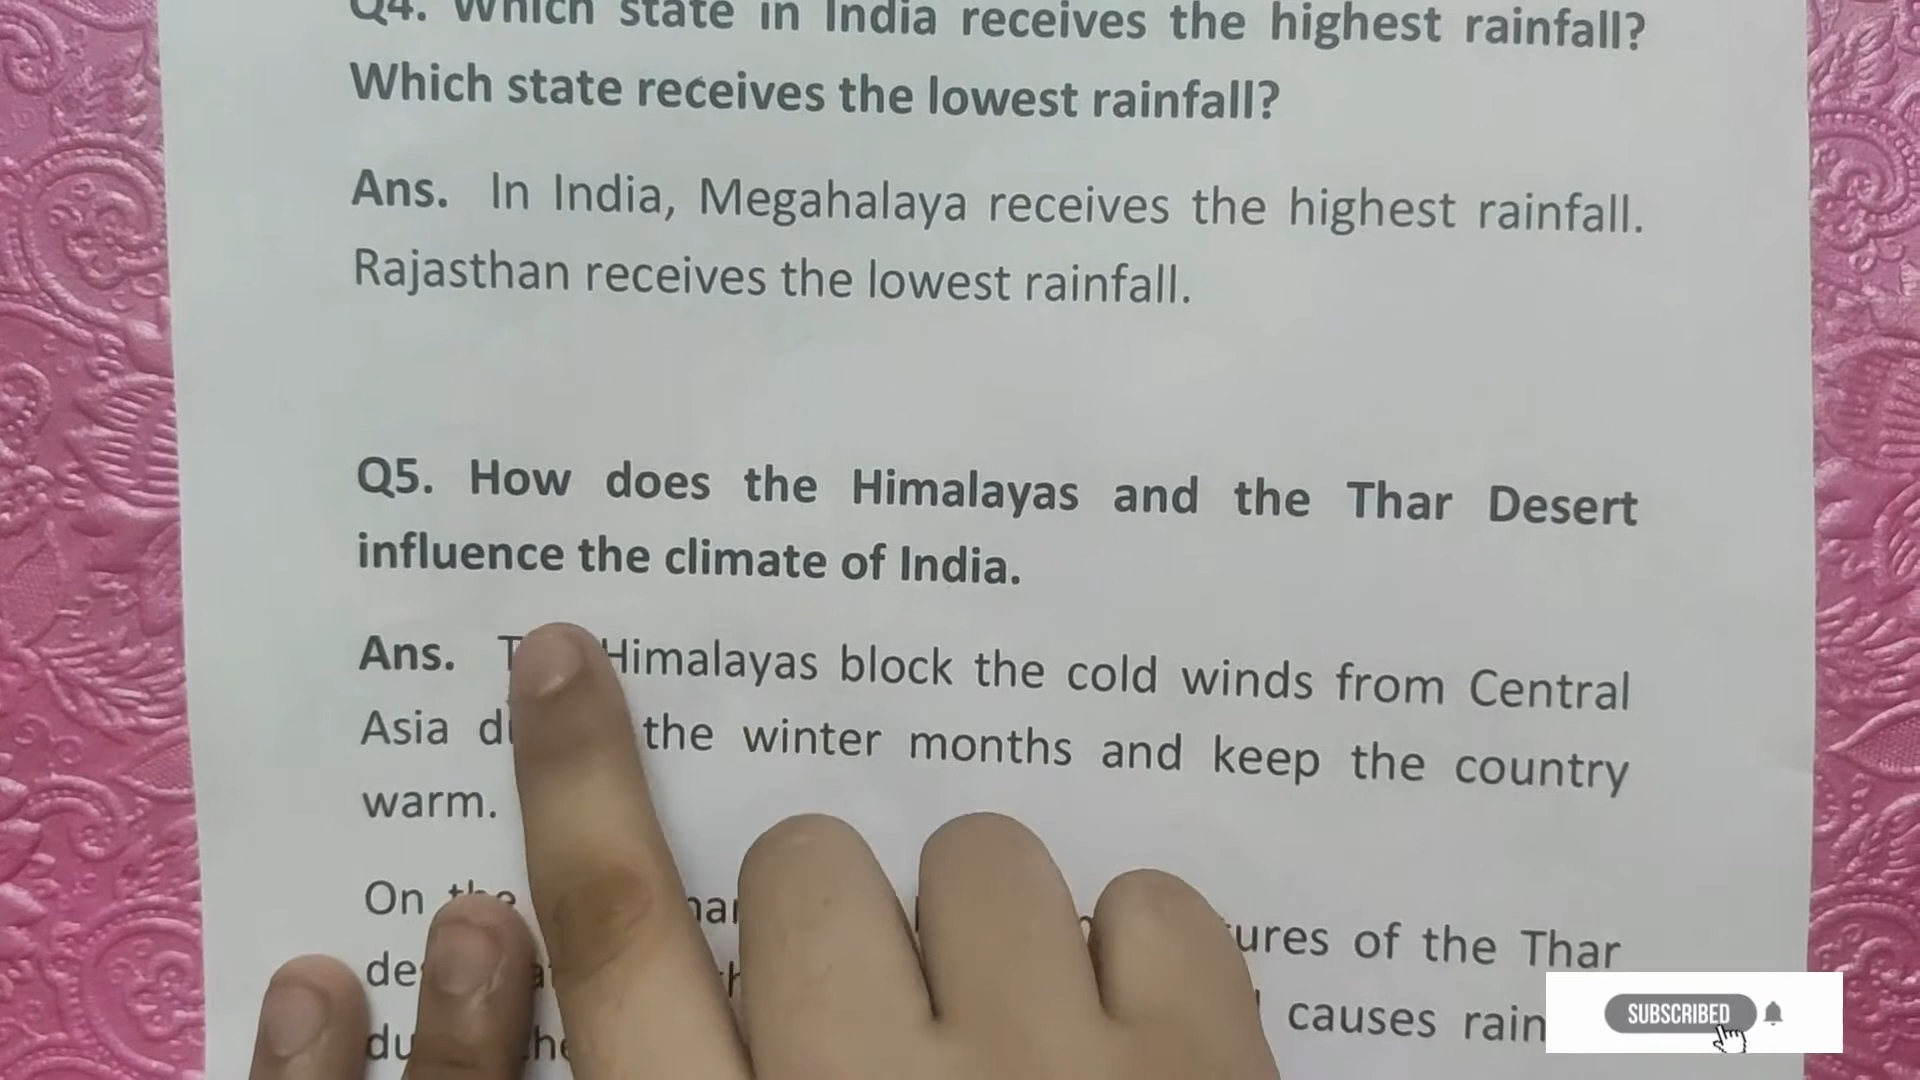 Q4. Which state in India receives the highest rainfall?
Which state receives the lowest rainfall?
Ans. In India, Megahalaya receives the highest rainfall.
Rajasthan receives the lowest rainfall.
Q5. How does the Himalayas and the Thar Desert
influence the climate of India.
Ans. Himalayas block the cold winds from Central
Asia the winter months and keep the country
warm.
On the of the Thar
causes rain
SUBSCRIBED